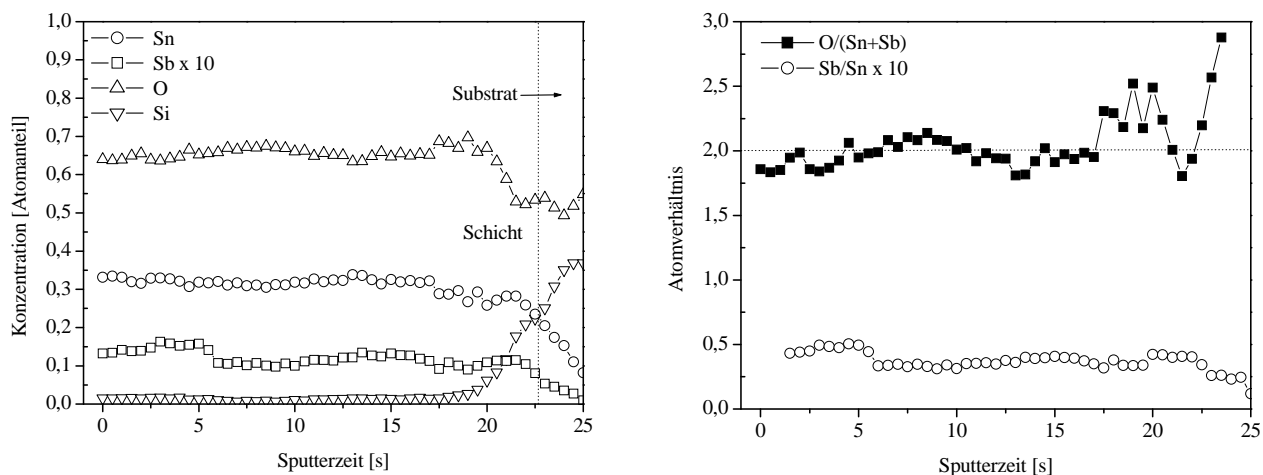 1,0
0,9
0,8
0,7
0,6
0,5
0,4
0,3
0,2
0,1
0,0
Konzentration [Atomanteil]
Sn
Sb x 10
O
Si
Substrat
Schicht
0 5 10 15 20 25
Sputterzeit [s]
3,0
2,5
2,0
1,5
1,0
0,5
0,0
Atomverhältnis
O/(Sn+Sb)
Sb/Sn x 10
0 5 10 15 20 25
Sputterzeit [s]